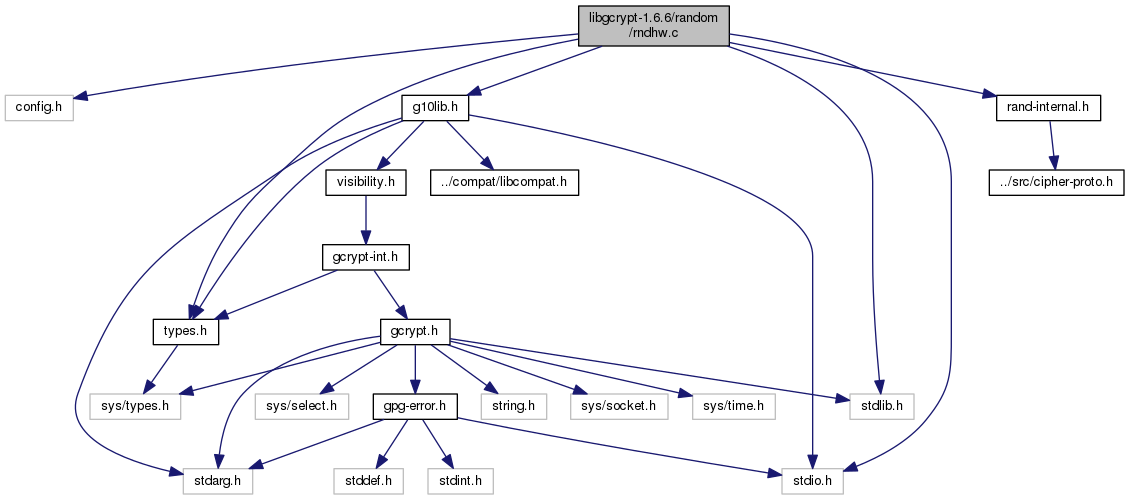 libgcrypt-1.6.6/random
/rndhw.c
config.h
g10lib.h
rand-internal.h
visibility.h
../compat/libcompat.h
../src/cipher-proto.h
gcrypt-int.h
types.h
gcrypt.h
sys/types.h
sys/select.h
gpg-error.h
string.h
sys/socket.h
sys/time.h
stdlib.h
stdarg.h
stddef.h
stdint.h
stdio.h